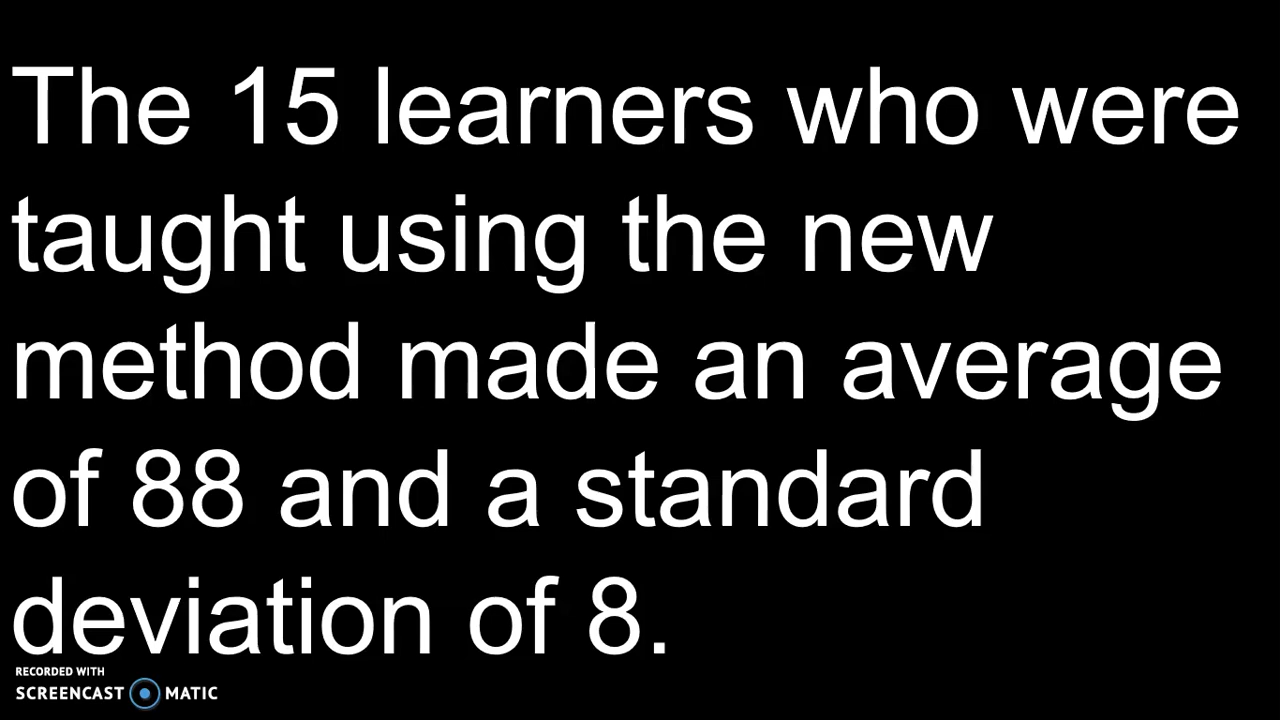 The 15 learners who were
taught using the new
method made an average
of 88 and a standard
deviation of 8.
RECORDED WITH
SCREENCAST MATIC